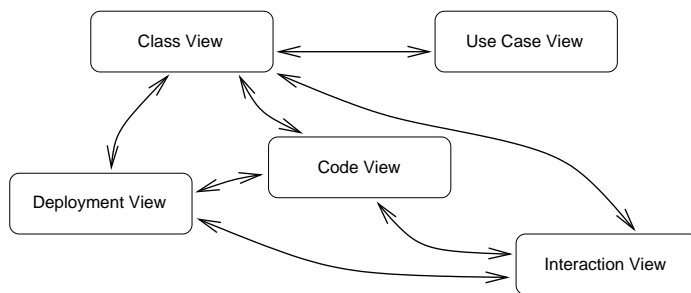 Class View
Use Case View
Code View
Deployment View
Interaction View